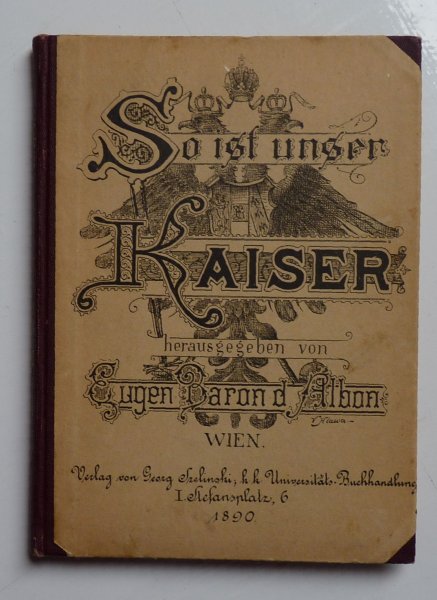 So ist unser
KAISER
herausgegeben von
Eugen Baron d'Albon
WIEN.
Verlag von Georg Szelinski, k k Universitäts-Buchhandlung
I. Stefansplatz, 6
1890.